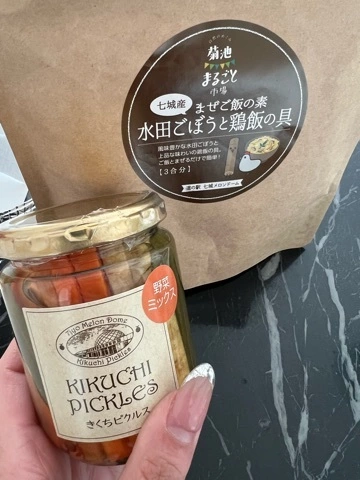 菊池
まるごと
市場
七城産
まぜご飯の素
水田ごぼうと鶏飯の具
風味豊かな水田ごぼうと
上品な味わいの鶏飯の具。
ご飯とまぜるだけで簡単!
【3合分】
道の駅 七城メロンドーム
野菜
ミックス
Melon Dome
Kikuchi Pickles
KIKUCHI
PICKLES
きくちピクルス